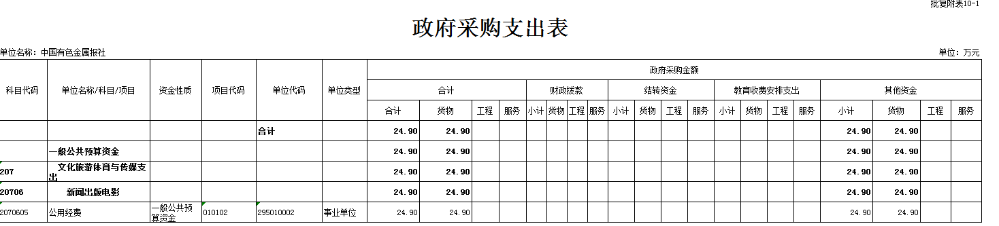 批复附表10-1
政府采购支出表
单位名称：中国有色金属报社 单位：万元
政府采购金额
科目代码 单位名称/科目/项目 资金性质 项目代码 单位代码 单位类型 合计 财政拨款 结转资金 教育收费安排支出 其他资金
合计 货物 工程 服务 小计 货物 工程 服务 小计 货物 工程 服务 小计 货物 工程 服务 小计 货物 工程 服务
合计 24.90 24.90 24.90 24.90
一般公共预算资金 24.90 24.90 24.90 24.90
207 文化旅游体育与传媒支
出 24.90 24.90 24.90 24.90
20706 新闻出版电影 24.90 24.90 24.90 24.90
2070605 公用经费 一般公共预
算资金 010102 295010002 事业单位 24.90 24.90 24.90 24.90